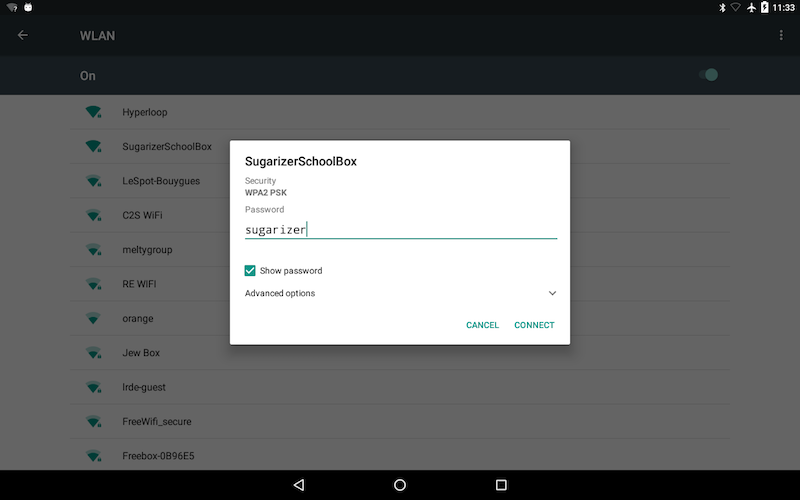 11:33
WLAN
On
Hyperloop
SugarizerSchoolBox
LeSpot-Bouygues
C2S WiFi
meltygroup
RE WIFI
orange
Jew Box
lrde-guest
FreeWifi_secure
Freebox-0B96E5
SugarizerSchoolBox
Security
WPA2 PSK
Password
sugarizer
Show password
Advanced options
CANCEL CONNECT